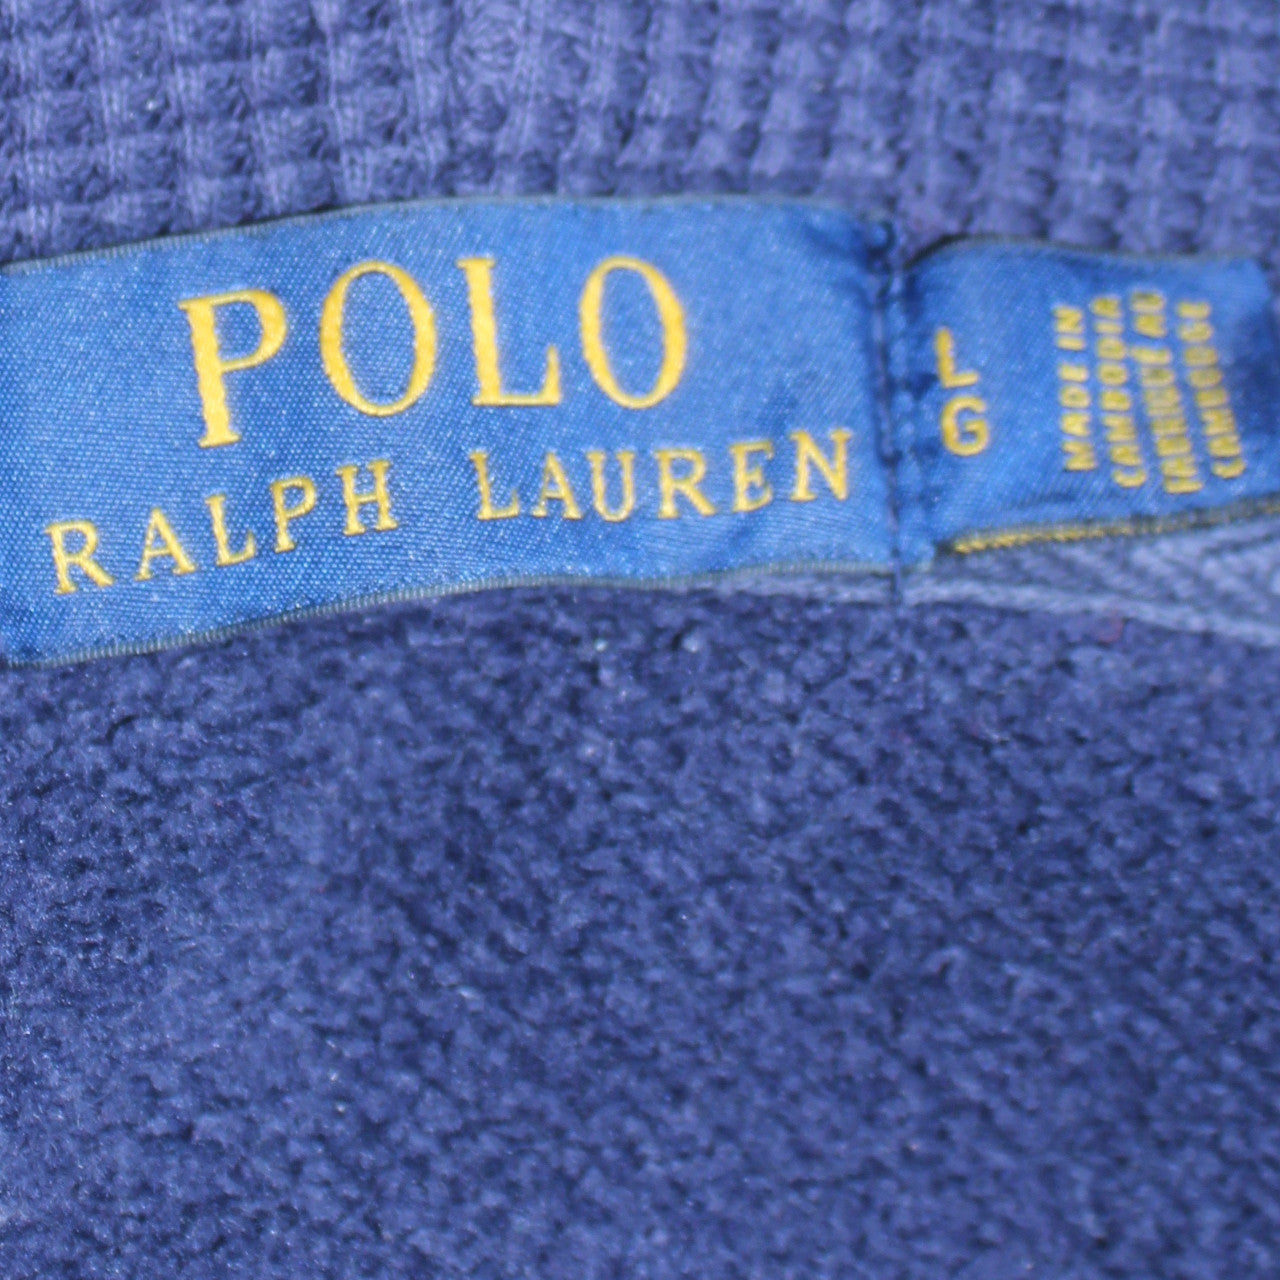 POLO
RALPH LAUREN
L
G
MADE IN
CAMBODIA
FABRIQUÉ AU
CAMBODGE